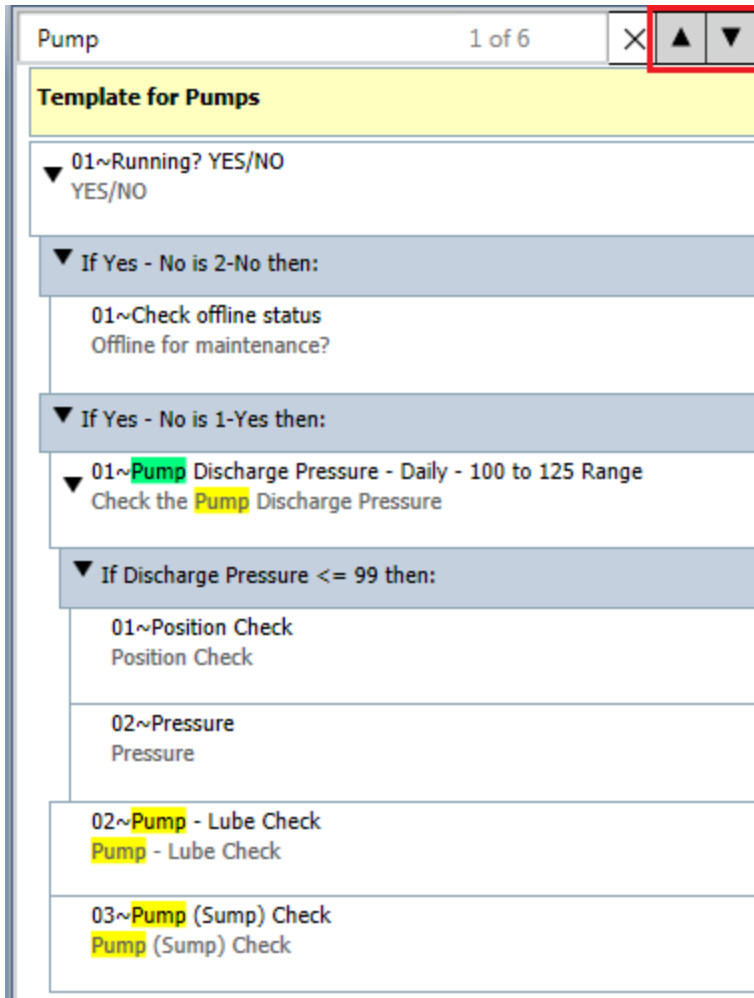 Pump 1 of 6
Template for Pumps
01~Running? YES/NO
YES/NO
If Yes - No is 2-No then:
01~Check offline status
Offline for maintenance?
If Yes - No is 1-Yes then:
01~Pump Discharge Pressure - Daily - 100 to 125 Range
Check the Pump Discharge Pressure
If Discharge Pressure <= 99 then:
01~Position Check
Position Check
02~Pressure
Pressure
02~Pump - Lube Check
Pump - Lube Check
03~Pump (Sump) Check
Pump (Sump) Check